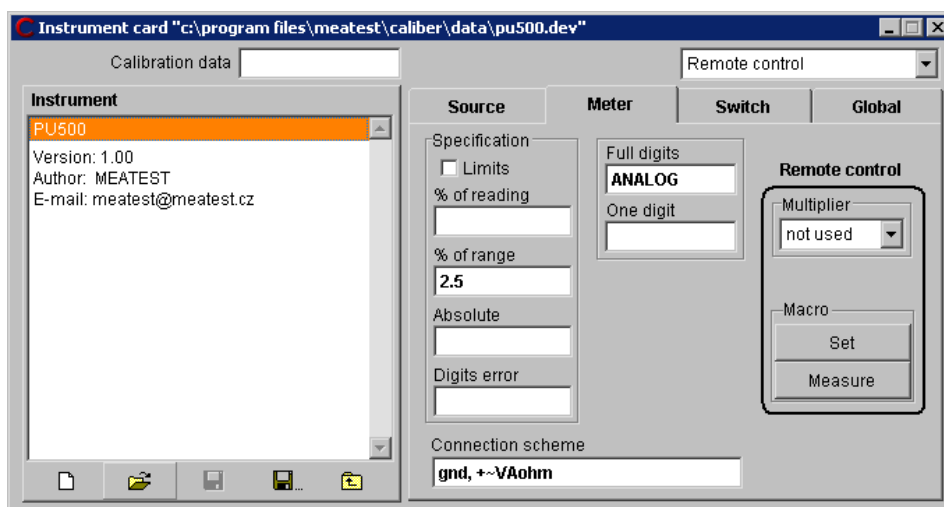 Instrument card "c:\program files\meatest\caliber\data\pu500.dev"
Calibration data
Remote control
Instrument
PU500
Version: 1.00
Author: MEATEST
E-mail: meatest@meatest.cz
Source
Meter
Switch
Global
Specification
Limits
% of reading
% of range
2.5
Absolute
Digits error
Full digits
ANALOG
One digit
Remote control
Multiplier
not used
Macro
Set
Measure
Connection scheme
gnd, +~VAohm